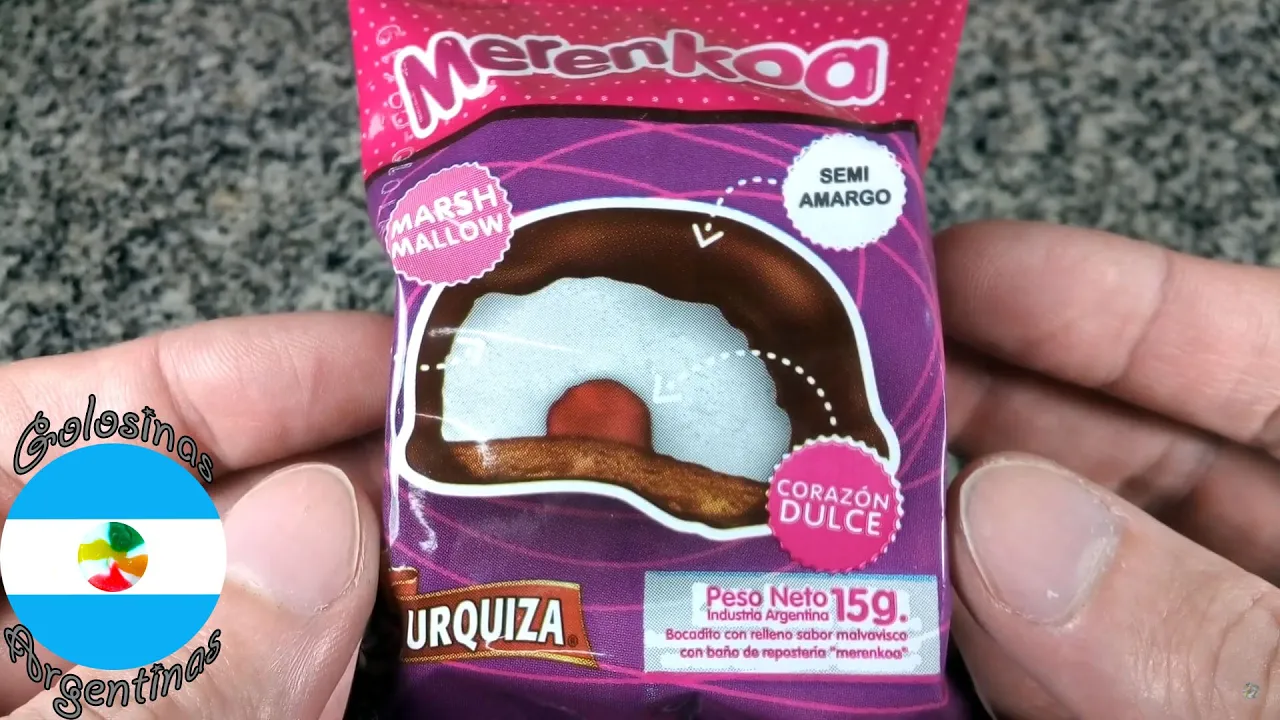 Merenkoa
MARSH
MALLOW
SEMI
AMARGO
CORAZÓN
DULCE
URQUIZA®
Peso Neto 15g.
Industria Argentina
Bocadito con relleno sabor malvavisco
con baño de repostería "merenkoa"
Golosinas
Argentinas